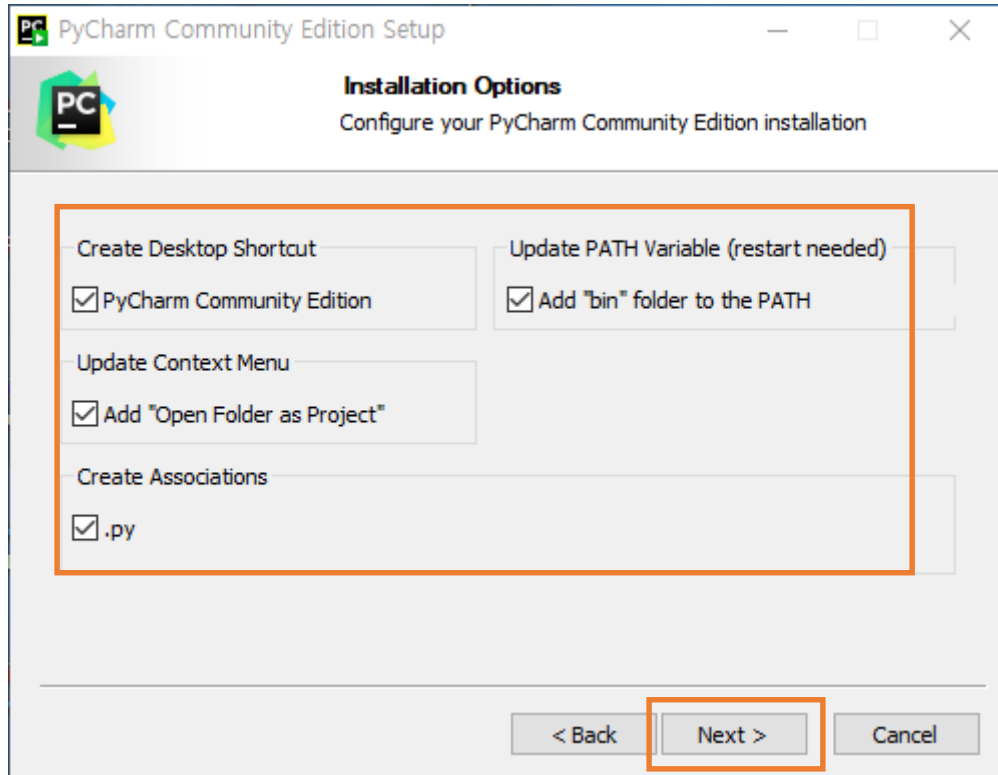 PyCharm Community Edition Setup
PC
Installation Options
Configure your PyCharm Community Edition installation
Create Desktop Shortcut
PyCharm Community Edition
Update PATH Variable (restart needed)
Add "bin" folder to the PATH
Update Context Menu
Add "Open Folder as Project"
Create Associations
.py
< Back
Next >
Cancel